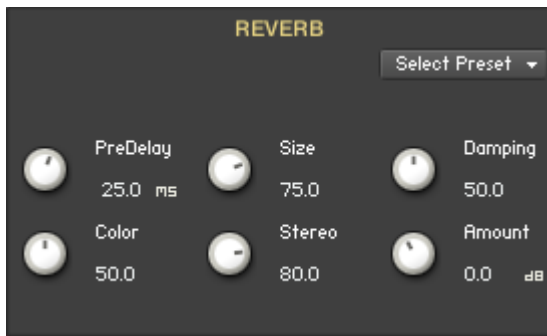 REVERB
Select Preset
PreDelay Size Damping
25.0 ms 75.0 50.0
Color Stereo Amount
50.0 80.0 0.0 dB